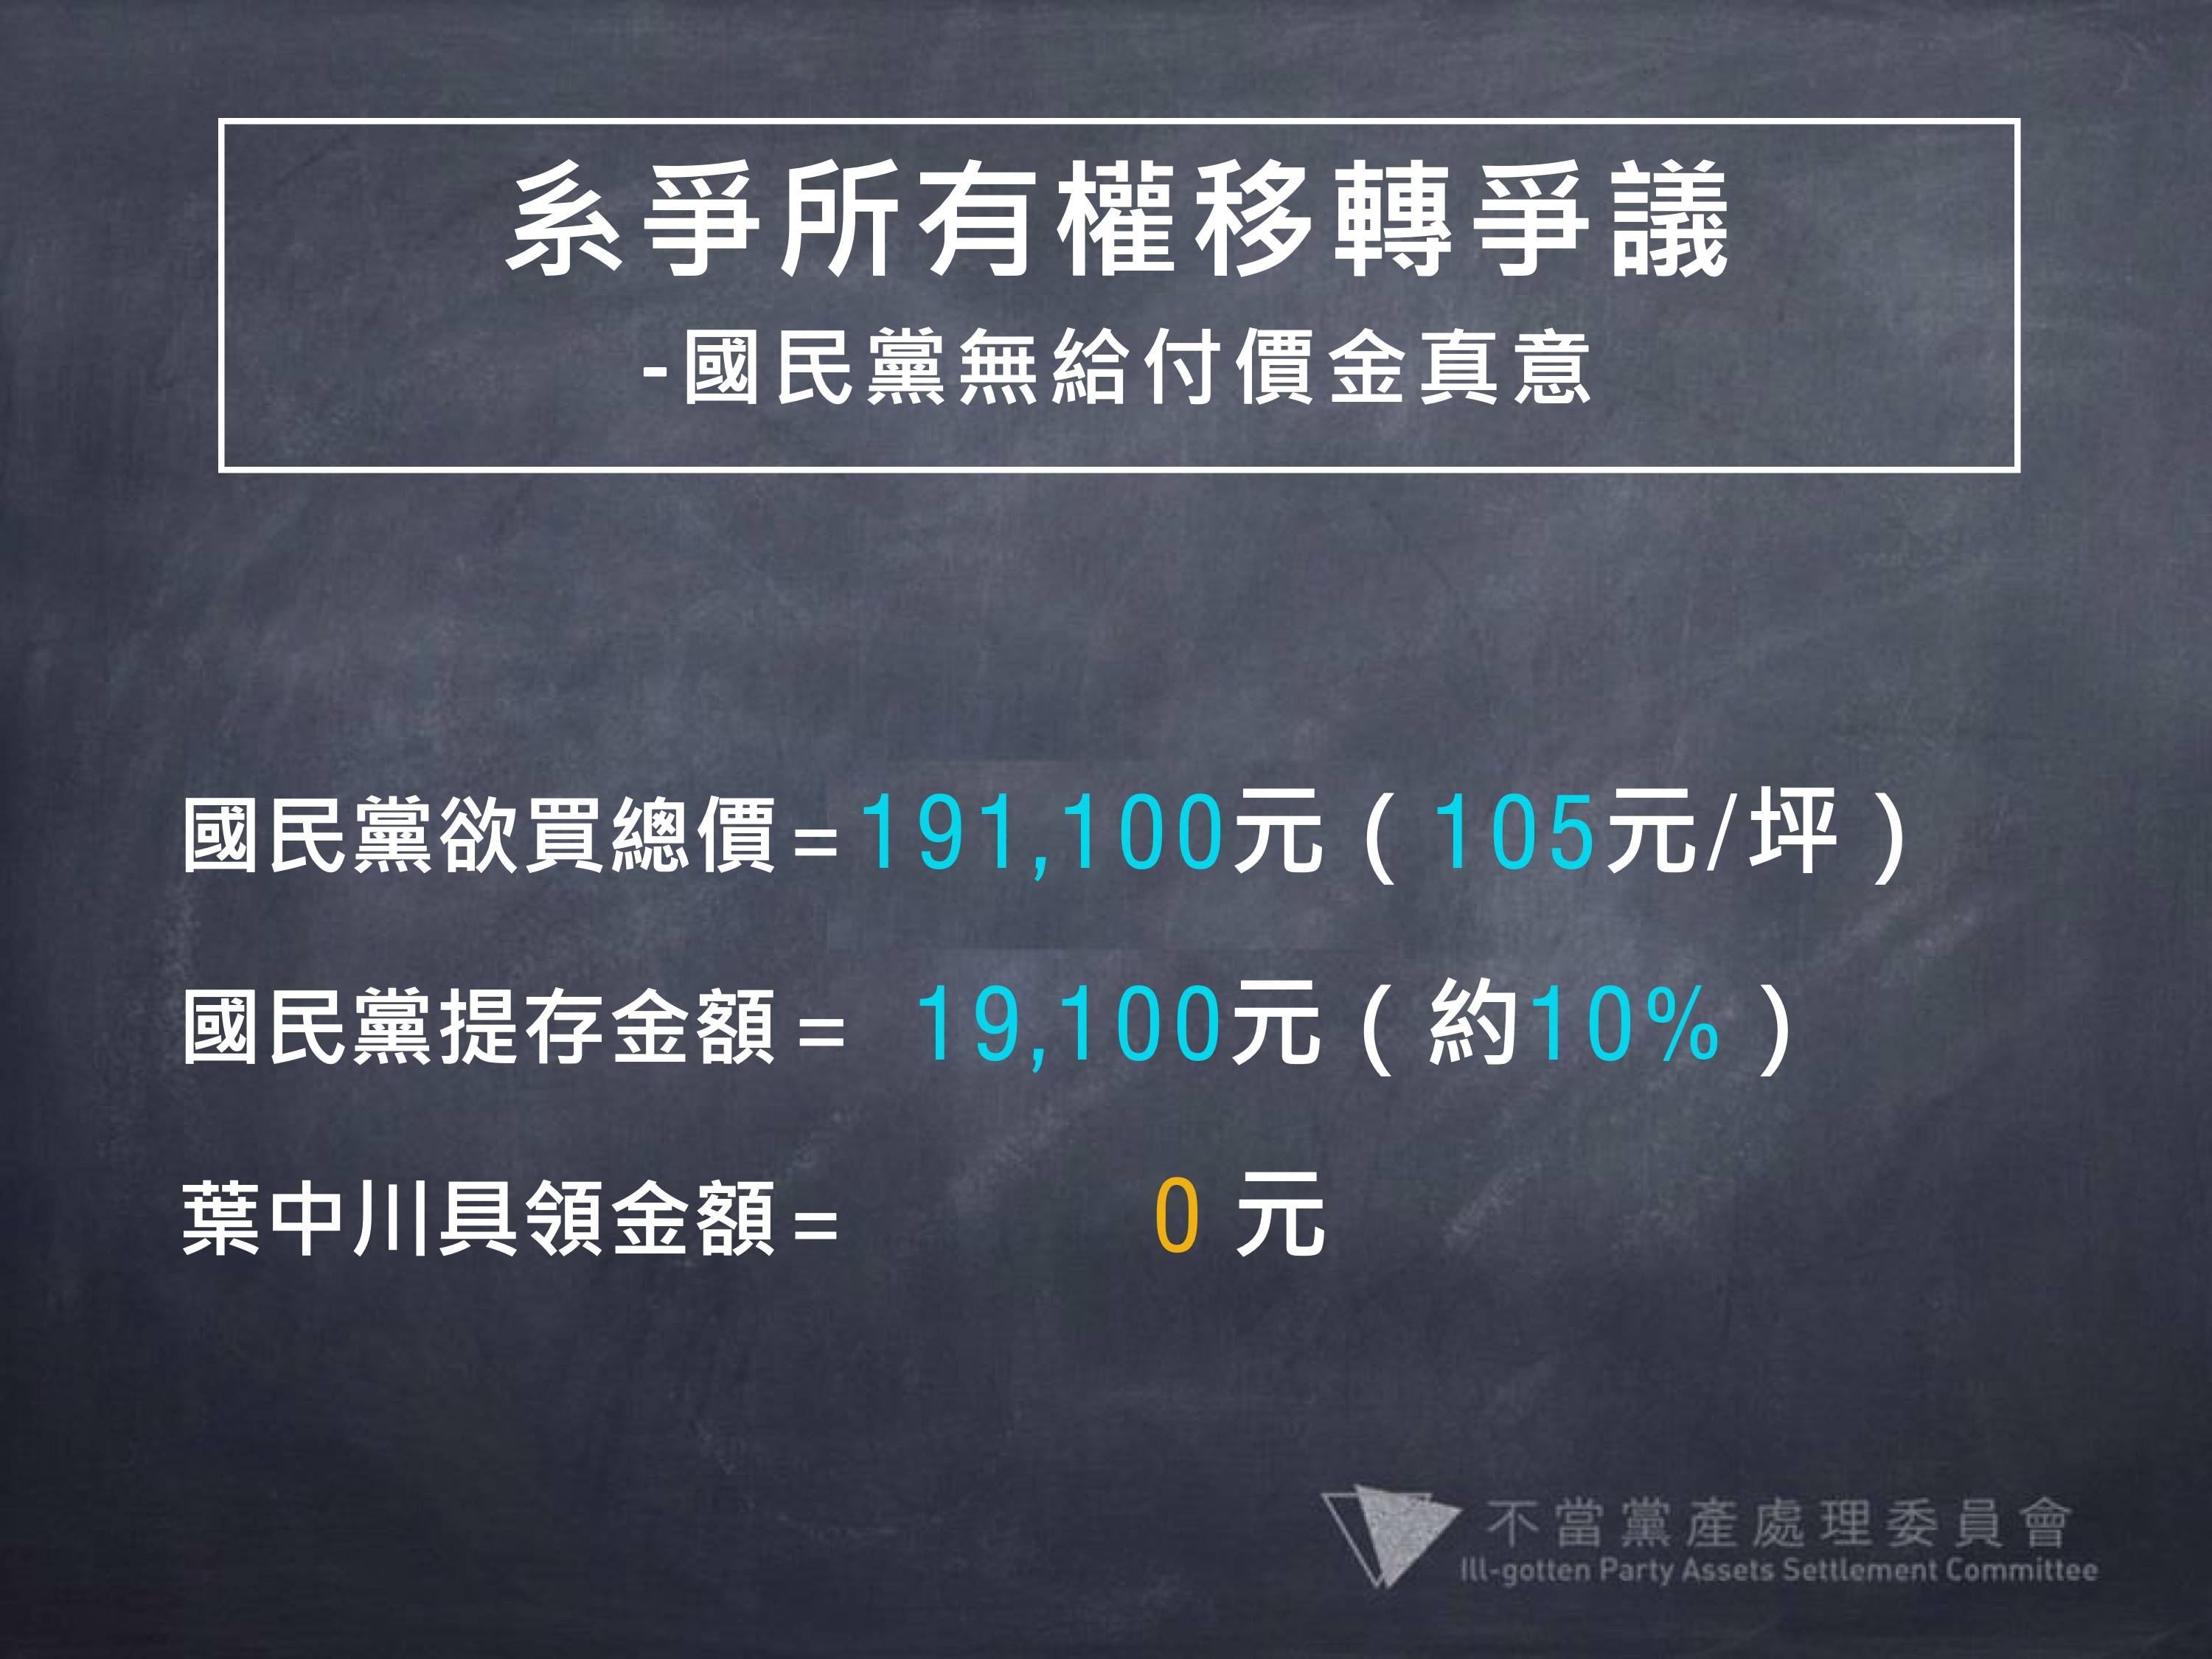 系爭所有權移轉爭議
-國民黨無給付價金真意
國民黨欲買總價=191,100元(105元/坪)
國民黨提存金額= 19,100元(約10%)
葉中川具領金額= 0 元
不當黨產處理委員會
Ill-gotten Party Assets Settlement Committee